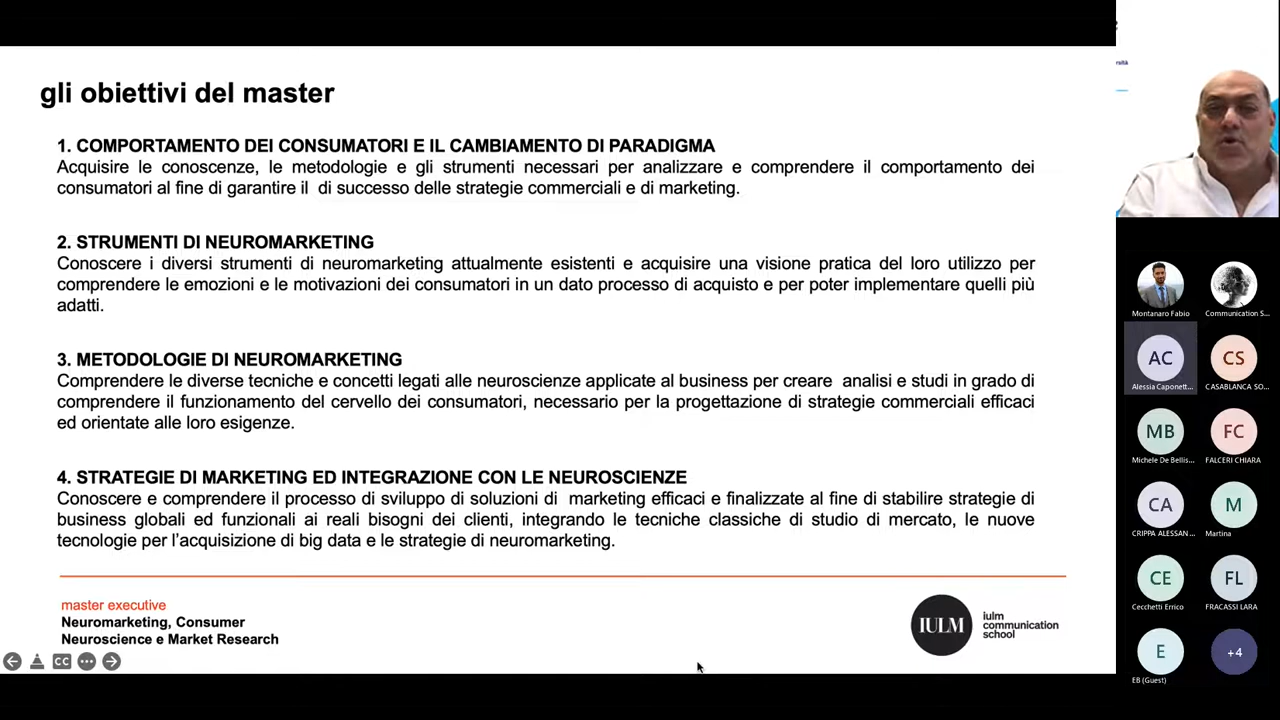 gli obiettivi del master
1. COMPORTAMENTO DEI CONSUMATORI E IL CAMBIAMENTO DI PARADIGMA
Acquisire le conoscenze, le metodologie e gli strumenti necessari per analizzare e comprendere il comportamento dei
consumatori al fine di garantire il  di successo delle strategie commerciali e di marketing.
2. STRUMENTI DI NEUROMARKETING
Conoscere i diversi strumenti di neuromarketing attualmente esistenti e acquisire una visione pratica del loro utilizzo per
comprendere le emozioni e le motivazioni dei consumatori in un dato processo di acquisto e per poter implementare quelli più
adatti.
3. METODOLOGIE DI NEUROMARKETING
Comprendere le diverse tecniche e concetti legati alle neuroscienze applicate al business per creare  analisi e studi in grado di
comprendere il funzionamento del cervello dei consumatori, necessario per la progettazione di strategie commerciali efficaci
ed orientate alle loro esigenze.
4. STRATEGIE DI MARKETING ED INTEGRAZIONE CON LE NEUROSCIENZE
Conoscere e comprendere il processo di sviluppo di soluzioni di  marketing efficaci e finalizzate al fine di stabilire strategie di
business globali ed funzionali ai reali bisogni dei clienti, integrando le tecniche classiche di studio di mercato, le nuove
tecnologie per l'acquisizione di big data e le strategie di neuromarketing.
master executive
Neuromarketing, Consumer
Neuroscience e Market Research
IULM
iulm
communication
school
CC
rsità
Montanaro Fabio
Communication S...
AC
CS
Alessia Caponett...
CASABLANCA SO...
MB
FC
Michele De Bellis...
FALCERI CHIARA
CA
M
CRIPPA ALESSAN...
Martina
CE
FL
Cecchetti Errico
FRACASSI LARA
E
+4
EB (Guest)